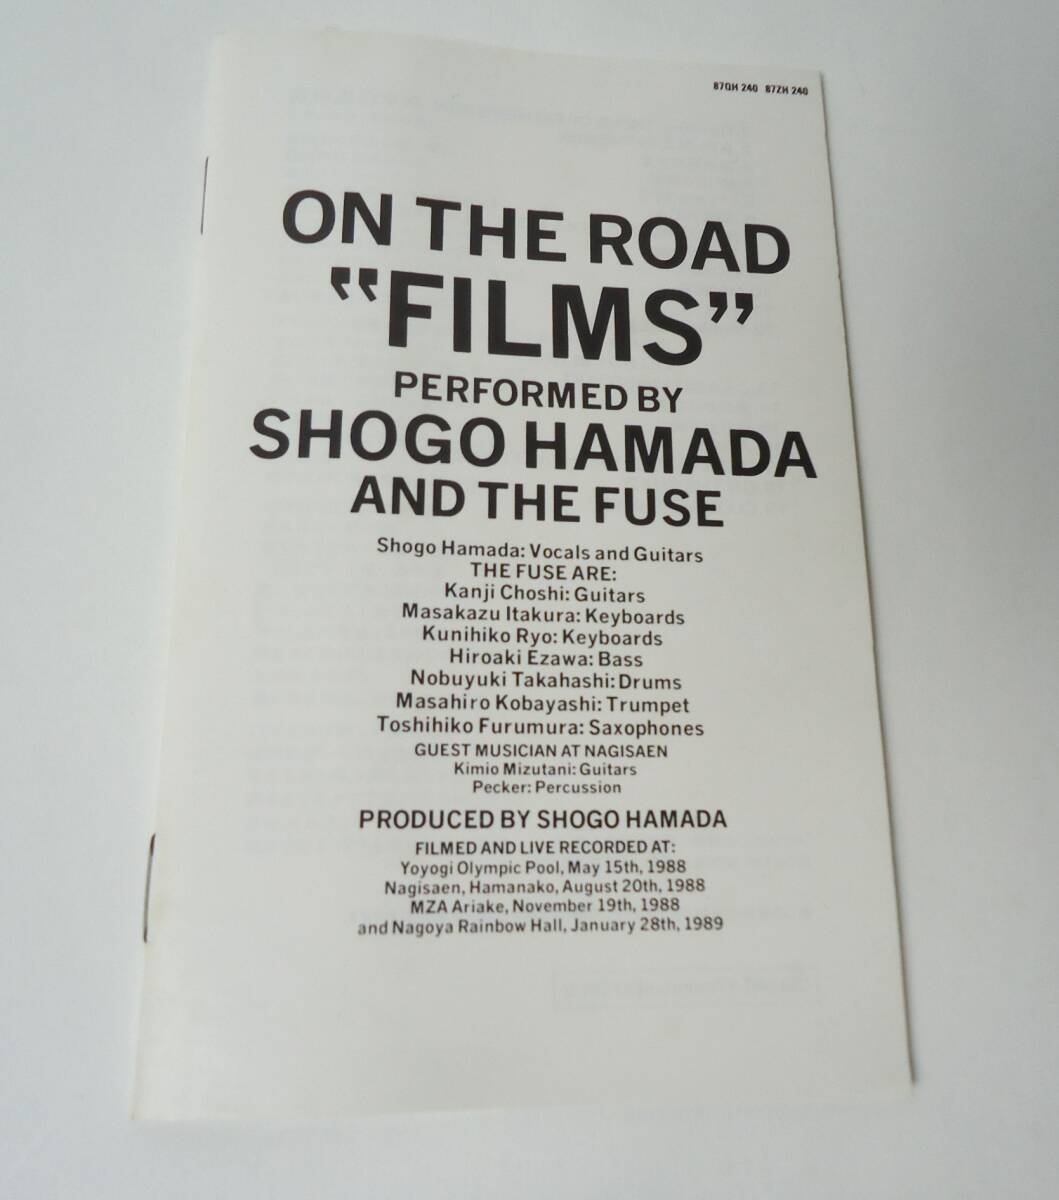 87QH 240 87ZH 240
ON THE ROAD
"FILMS"
PERFORMED BY
SHOGO HAMADA
AND THE FUSE
Shogo Hamada: Vocals and Guitars
THE FUSE ARE:
Kanji Choshi: Guitars
Masakazu Itakura: Keyboards
Kunihiko Ryo: Keyboards
Hiroaki Ezawa: Bass
Nobuyuki Takahashi: Drums
Masahiro Kobayashi: Trumpet
Toshihiko Furumura: Saxophones
GUEST MUSICIAN AT NAGISAEN
Kimio Mizutani: Guitars
Pecker: Percussion
PRODUCED BY SHOGO HAMADA
FILMED AND LIVE RECORDED AT:
Yoyogi Olympic Pool, May 15th, 1988
Nagisaen, Hamanako, August 20th, 1988
MZA Ariake, November 19th, 1988
and Nagoya Rainbow Hall, January 28th, 1989